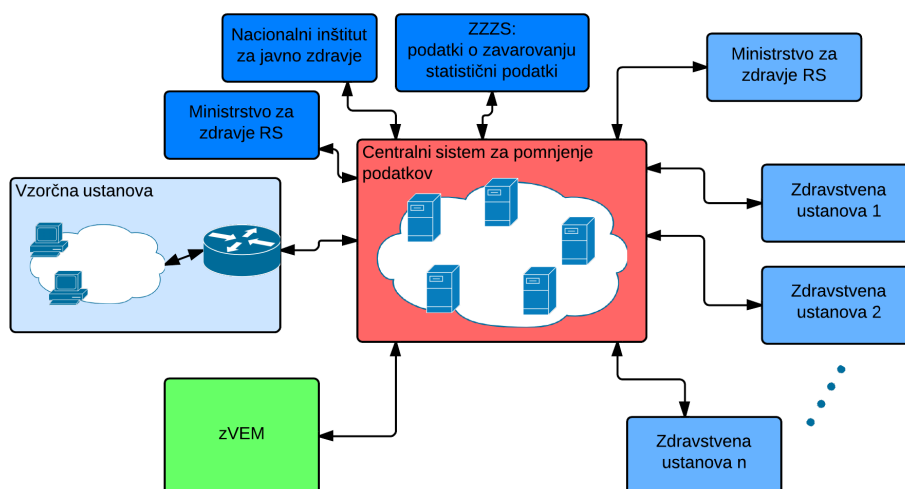 Nacionalni inštitut
za javno zdravje
ZZZS:
podatki o zavarovanju
statistični podatki
Ministrstvo za
zdravje RS
Ministrstvo za
zdravje RS
Centralni sistem za pomnjenje
podatkov
Vzorčna ustanova
Zdravstvena
ustanova 1
Zdravstvena
ustanova 2
zVEM
Zdravstvena
ustanova n